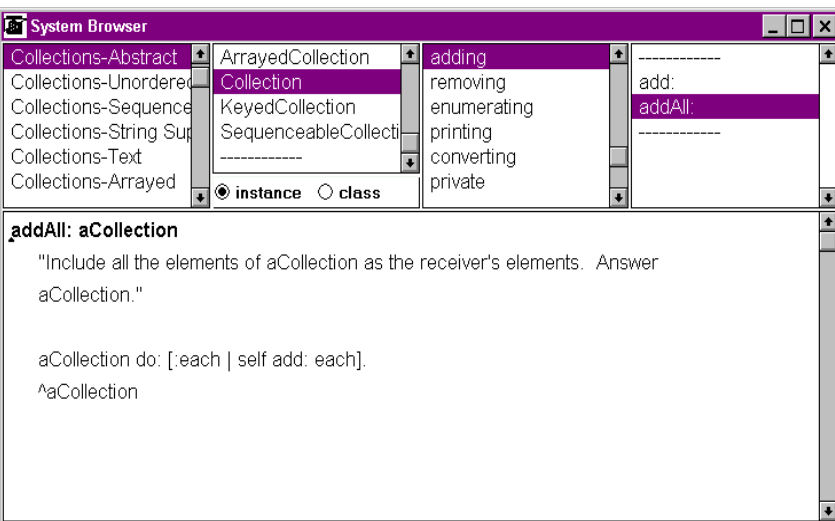 System Browser
Collections-Abstract
Collections-Unordered
Collections-Sequence
Collections-String Sup
Collections-Text
Collections-Arrayed
ArrayedCollection
Collection
KeyedCollection
SequenceableCollecti
------------
instance class
adding
removing
enumerating
printing
converting
private
------------
add:
addAll:
------------
addAll: aCollection
"Include all the elements of aCollection as the receiver's elements. Answer
aCollection."
aCollection do: [:each | self add: each].
^aCollection